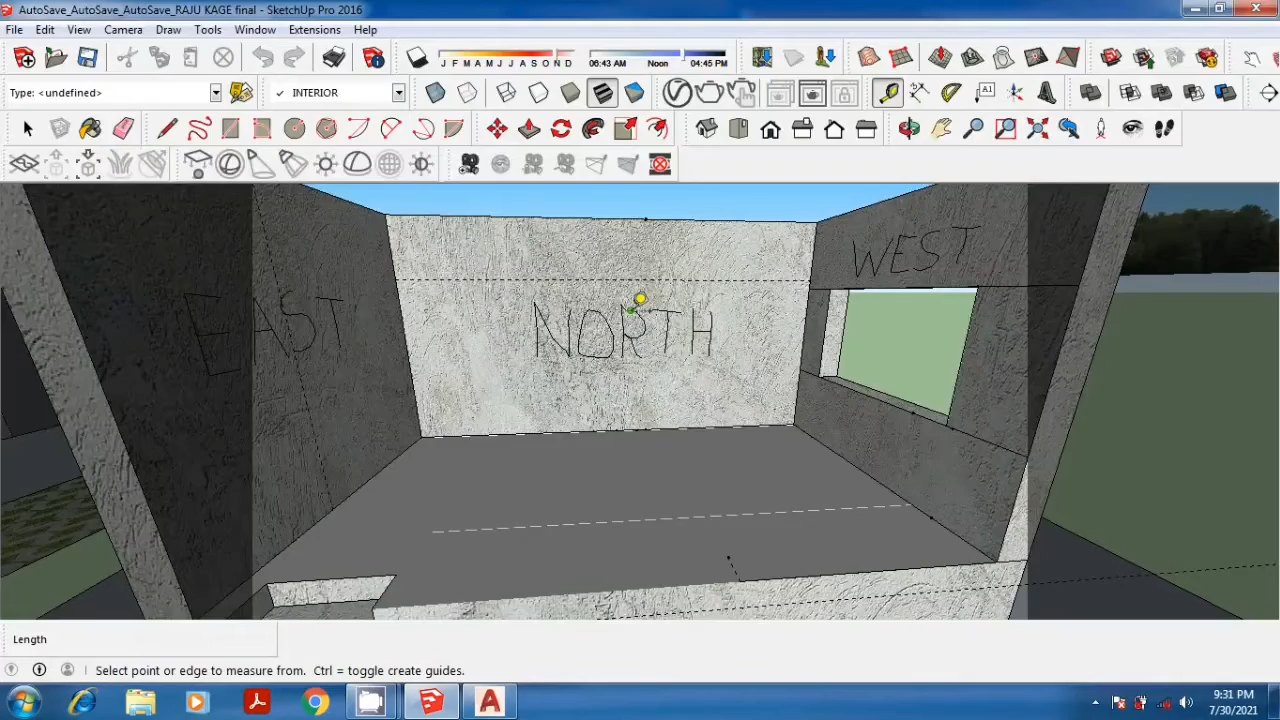 AutoSave_AutoSave_AutoSave_RAJU KAGE final - SketchUp Pro 2016
File Edit View Camera Draw Tools Window Extensions Help
J F M A M J J A S O N D 06:43 AM Noon 04:45 PM
Type: <undefined> ✓ INTERIOR A1
WEST
EAST
NORTH
Length
Select point or edge to measure from. Ctrl = toggle create guides.
9:31 PM
7/30/2021